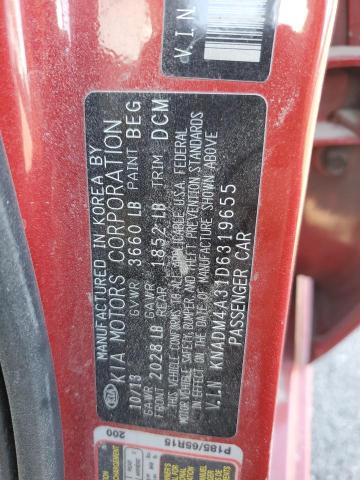 MANUFACTURED IN KOREA BY
KIA MOTORS CORPORATION
10/13 GVWR 3660 LB PAINT BEG
GAWR FRONT 2028 LB GAWR REAR 1852 LB TRIM DCM
THIS VEHICLE CONFORMS TO ALL APPLICABLE U.S.A. FEDERAL
MOTOR VEHICLE SAFETY, BUMPER, AND THEFT PREVENTION STANDARDS
IN EFFECT ON THE DATE OF MANUFACTURE SHOWN ABOVE
V.I.N KNADM4A31D6319655
PASSENGER CAR
V.I.N
KIA
P185/65R15
200